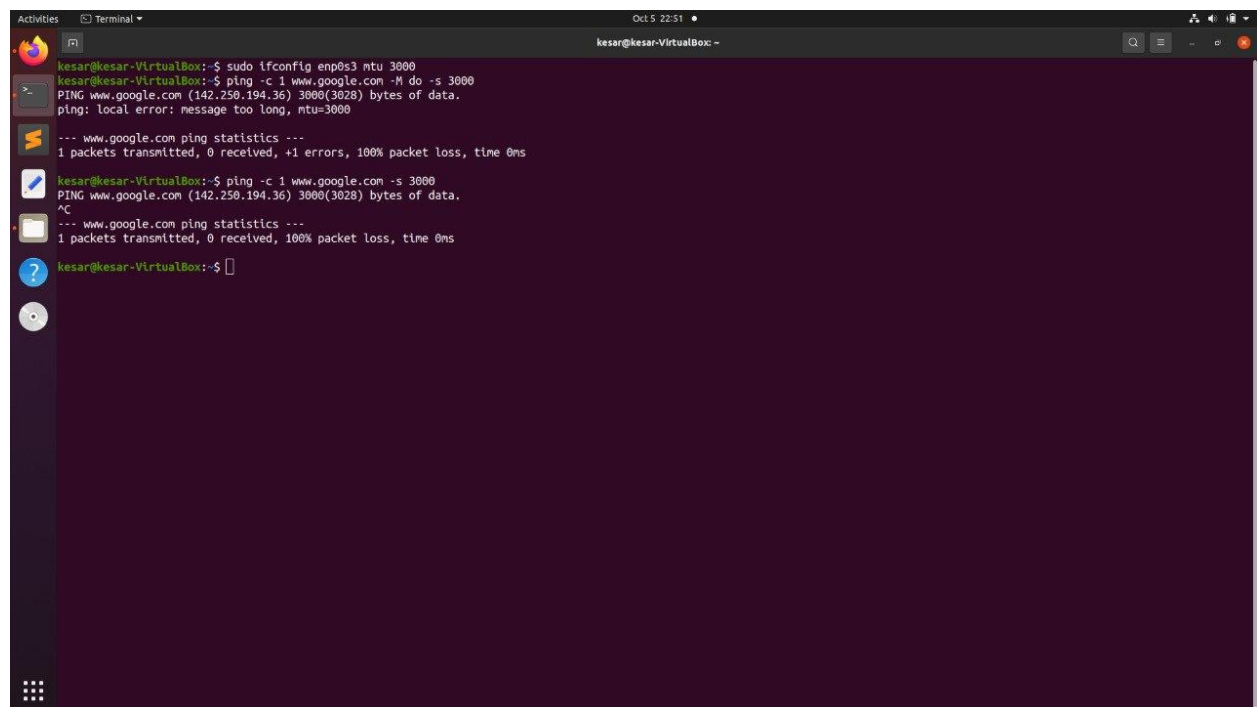 Activities Terminal Oct 5 22:51
kesar@kesar-VirtualBox: ~
kesar@kesar-VirtualBox:~$ sudo ifconfig enp0s3 mtu 3000
kesar@kesar-VirtualBox:~$ ping -c 1 www.google.com -M do -s 3000
PING www.google.com (142.250.194.36) 3000(3028) bytes of data.
ping: local error: message too long, mtu=3000
--- www.google.com ping statistics ---
1 packets transmitted, 0 received, +1 errors, 100% packet loss, time 0ms
kesar@kesar-VirtualBox:~$ ping -c 1 www.google.com -s 3000
PING www.google.com (142.250.194.36) 3000(3028) bytes of data.
^C
--- www.google.com ping statistics ---
1 packets transmitted, 0 received, 100% packet loss, time 0ms
kesar@kesar-VirtualBox:~$